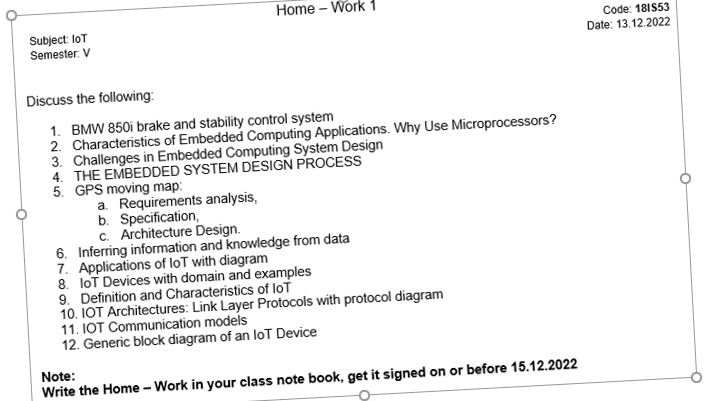 Home – Work 1
Code: 18IS53
Date: 13.12.2022
Subject: IoT
Semester: V
Discuss the following:
1. BMW 850i brake and stability control system
2. Characteristics of Embedded Computing Applications. Why Use Microprocessors?
3. Challenges in Embedded Computing System Design
4. THE EMBEDDED SYSTEM DESIGN PROCESS
5. GPS moving map:
a. Requirements analysis,
b. Specification,
c. Architecture Design.
6. Inferring information and knowledge from data
7. Applications of IoT with diagram
8. IoT Devices with domain and examples
9. Definition and Characteristics of IoT
10. IOT Architectures: Link Layer Protocols with protocol diagram
11. IOT Communication models
12. Generic block diagram of an IoT Device
Note:
Write the Home – Work in your class note book, get it signed on or before 15.12.2022